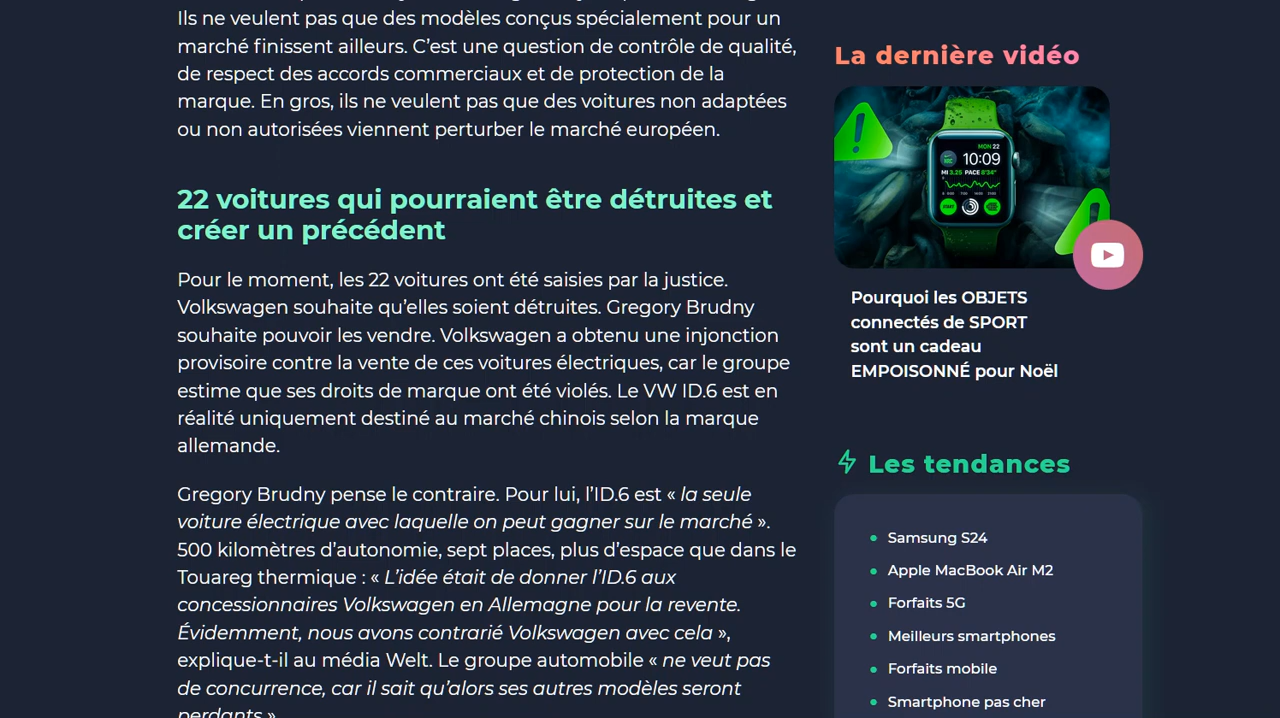 Ils ne veulent pas que des modèles conçus spécialement pour un
marché finissent ailleurs. C’est une question de contrôle de qualité,
de respect des accords commerciaux et de protection de la
marque. En gros, ils ne veulent pas que des voitures non adaptées
ou non autorisées viennent perturber le marché européen.
22 voitures qui pourraient être détruites et
créer un précédent
Pour le moment, les 22 voitures ont été saisies par la justice.
Volkswagen souhaite qu’elles soient détruites. Gregory Brudny
souhaite pouvoir les vendre. Volkswagen a obtenu une injonction
provisoire contre la vente de ces voitures électriques, car le groupe
estime que ses droits de marque ont été violés. Le VW ID.6 est en
réalité uniquement destiné au marché chinois selon la marque
allemande.
Gregory Brudny pense le contraire. Pour lui, l’ID.6 est « la seule
voiture électrique avec laquelle on peut gagner sur le marché ».
500 kilomètres d’autonomie, sept places, plus d’espace que dans le
Touareg thermique : « L’idée était de donner l’ID.6 aux
concessionnaires Volkswagen en Allemagne pour la revente.
Évidemment, nous avons contrarié Volkswagen avec cela »,
explique-t-il au média Welt. Le groupe automobile « ne veut pas
de concurrence, car il sait qu’alors ses autres modèles seront
perdants ».
La dernière vidéo
MON 22
10:09
MI 3.25 PACE 8'34"
Pourquoi les OBJETS
connectés de SPORT
sont un cadeau
EMPOISONNÉ pour Noël
Les tendances
Samsung S24
Apple MacBook Air M2
Forfaits 5G
Meilleurs smartphones
Forfaits mobile
Smartphone pas cher